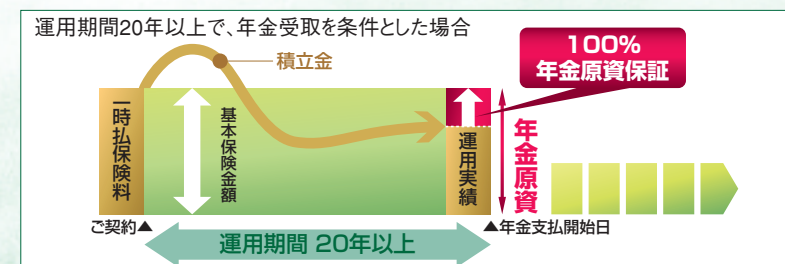 運用期間20年以上で、年金受取を条件とした場合
積立金
100%
年金原資保証
一時払保険料
基本保険金額
運用実績
年金原資
ご契約▲
▲年金支払開始日
運用期間 20年以上